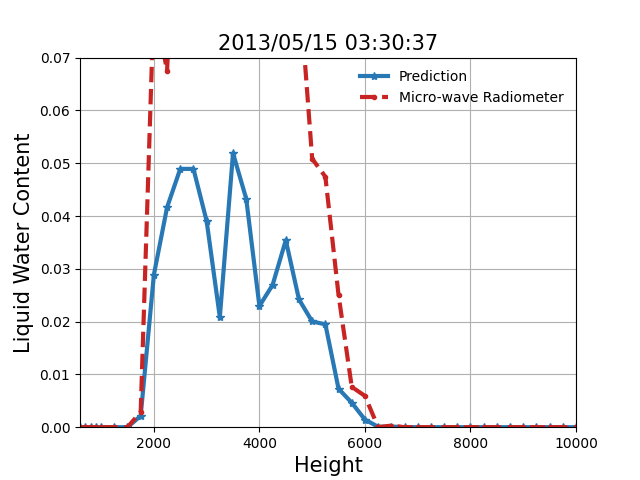 2013/05/15 03:30:37
0.07
0.06
0.05
0.04
0.03
0.02
0.01
0.00
Liquid Water Content
Prediction
Micro-wave Radiometer
2000 4000 6000 8000 10000
Height